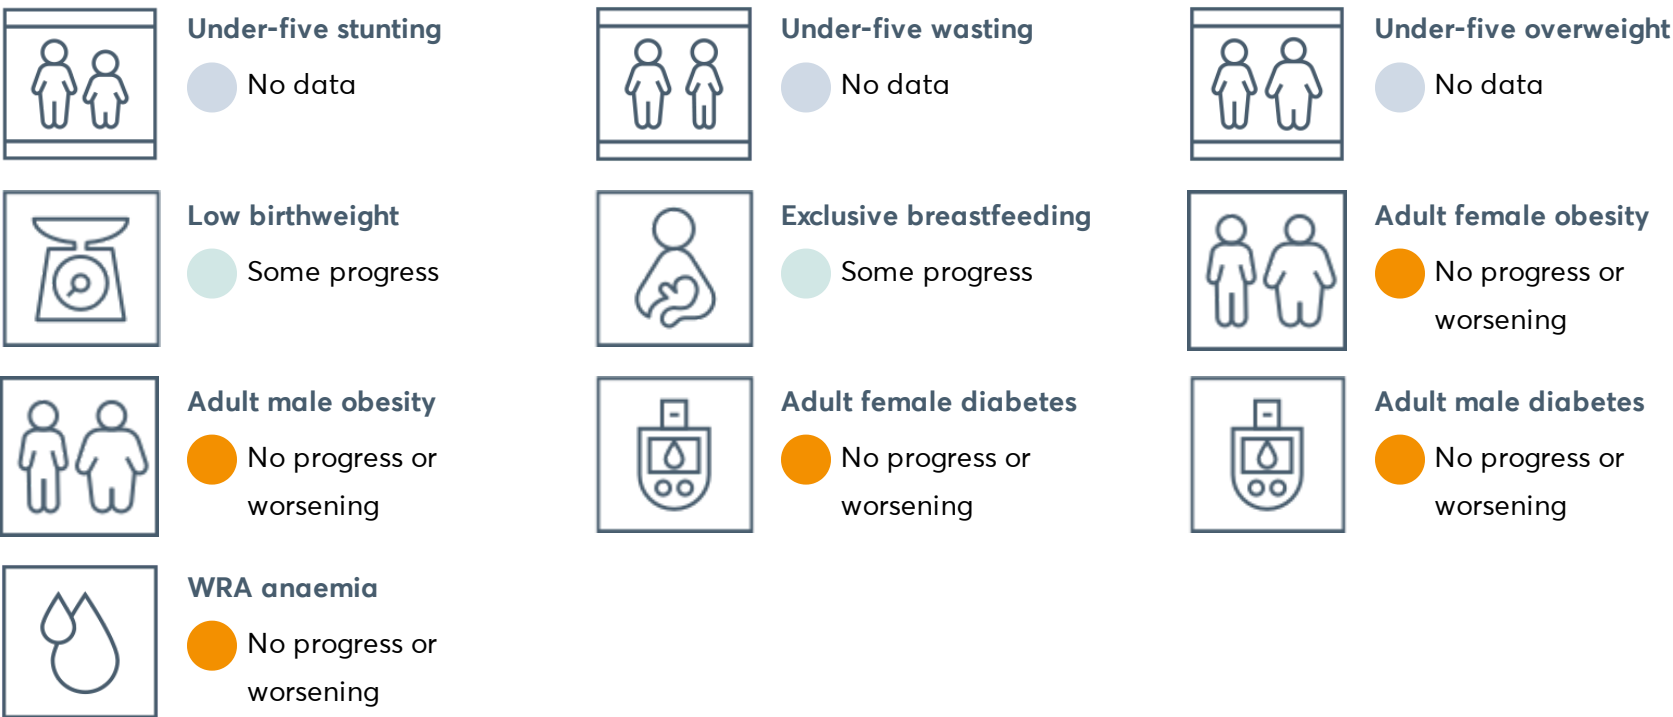 Under-five stunting
No data
Under-five wasting
No data
Under-five overweight
No data
Low birthweight
Some progress
Exclusive breastfeeding
Some progress
Adult female obesity
No progress or
worsening
Adult male obesity
No progress or
worsening
Adult female diabetes
No progress or
worsening
Adult male diabetes
No progress or
worsening
WRA anaemia
No progress or
worsening